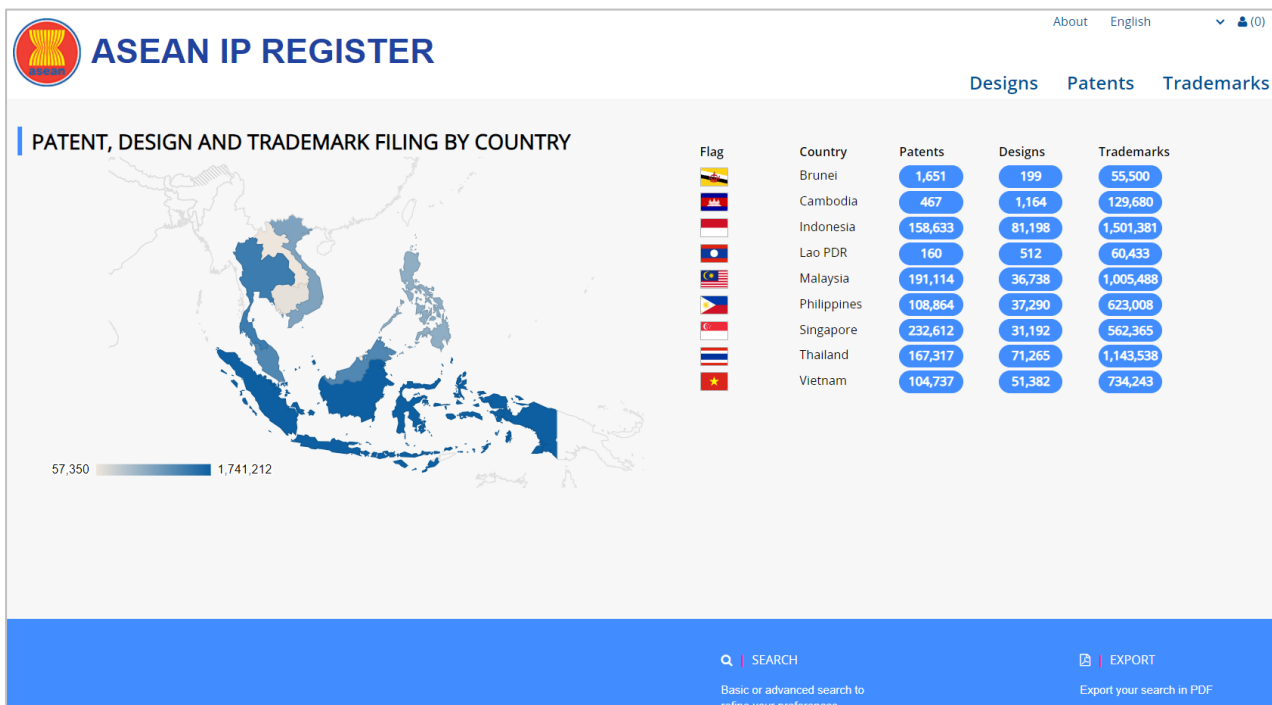 About English (0)
asean
ASEAN IP REGISTER
Designs Patents Trademarks
PATENT, DESIGN AND TRADEMARK FILING BY COUNTRY
57,350 1,741,212
Flag Country Patents Designs Trademarks
Brunei 1,651 199 55,500
Cambodia 467 1,164 129,680
Indonesia 158,633 81,198 1,501,381
Lao PDR 160 512 60,433
Malaysia 191,114 36,738 1,005,488
Philippines 108,864 37,290 623,008
Singapore 232,612 31,192 562,365
Thailand 167,317 71,265 1,143,538
Vietnam 104,737 51,382 734,243
| SEARCH
Basic or advanced search to
refine your preferences
| EXPORT
Export your search in PDF